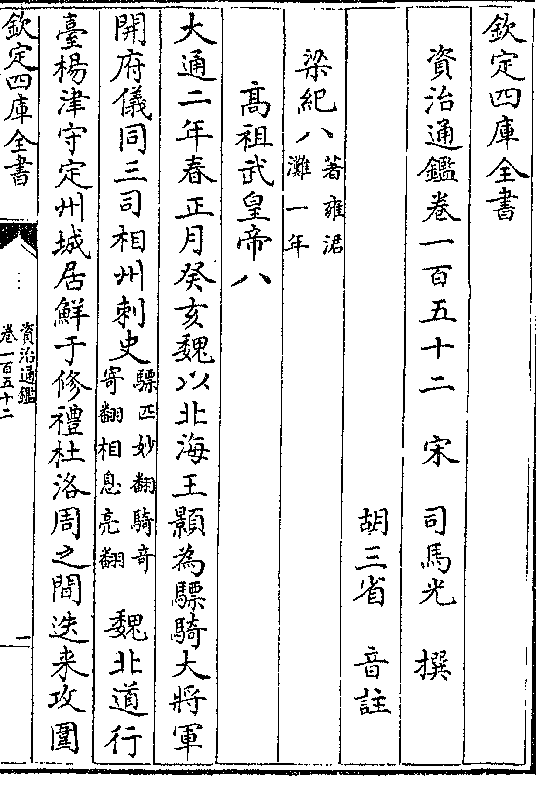 欽定四庫全書
資治通鑑卷一百五十二　宋　司馬光　撰
胡三省　音註
梁紀八著雍涒灘一年
高祖武皇帝八
大通二年春正月癸亥魏以北海王顥為驃騎大將軍
開府儀同三司相州刺史驃匹妙翻騎奇寄翻相息亮翻　魏北道行
臺楊津守定州城居鮮于修禮杜洛周之間迭来攻圍
欽定四庫全書
資治通鑑
卷一百五十二
一